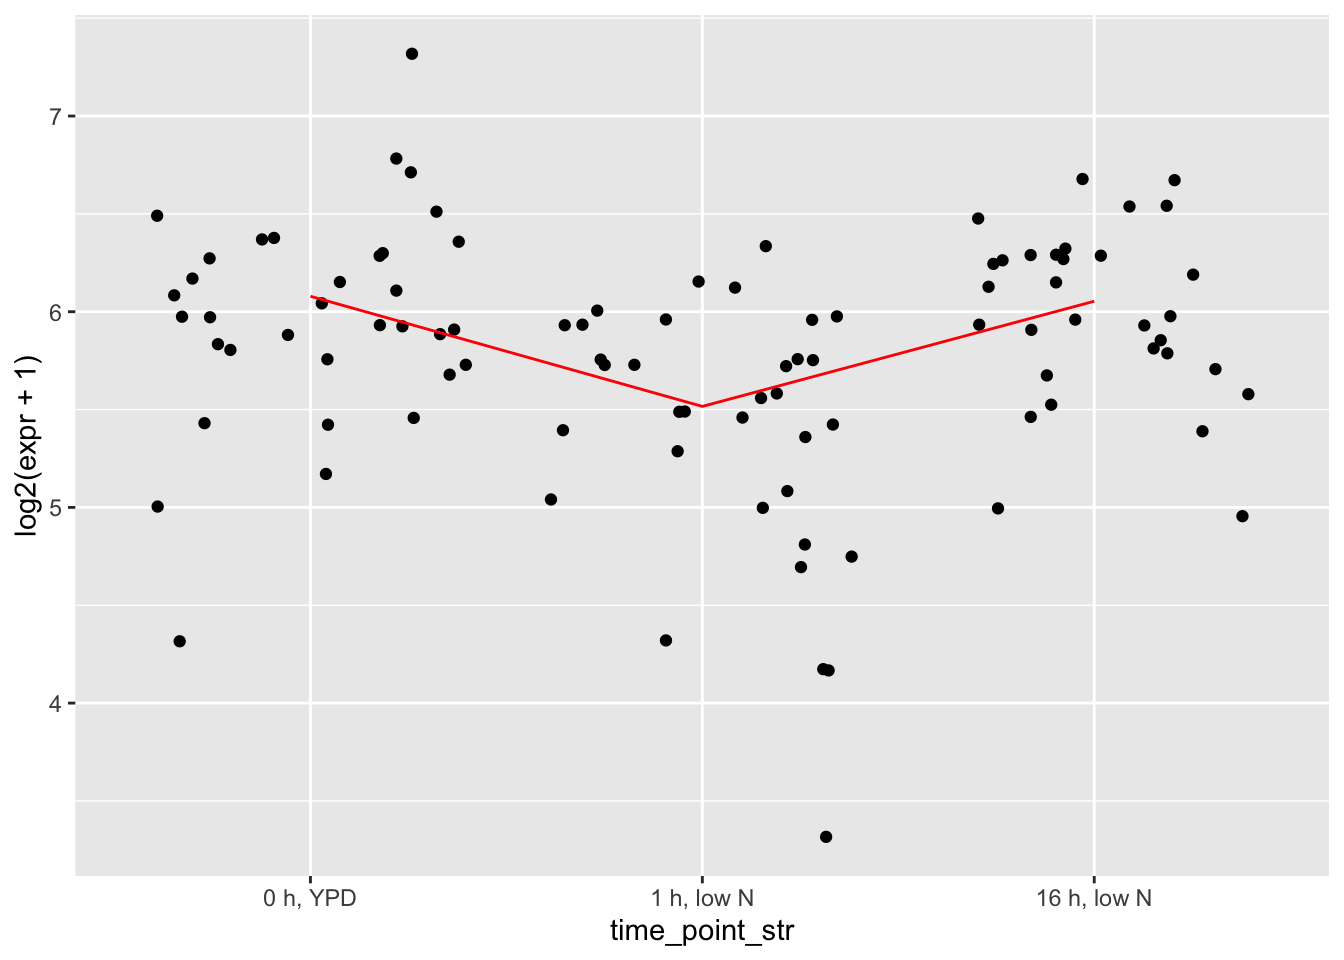 7
6
5
4
log2(expr + 1)
0 h, YPD
1 h, low N
16 h, low N
time_point_str